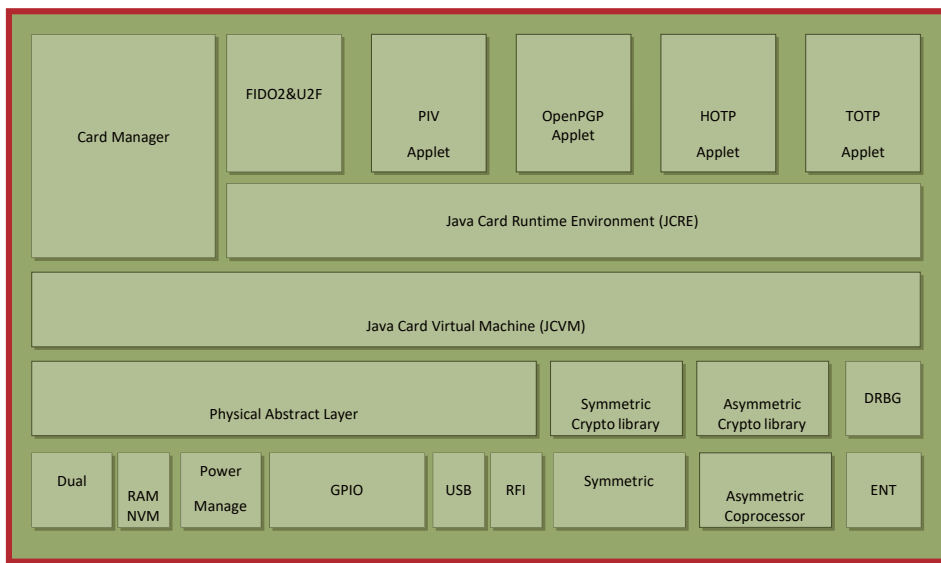 Card Manager
FIDO2&U2F
PIV
Applet
OpenPGP
Applet
HOTP
Applet
TOTP
Applet
Java Card Runtime Environment (JCRE)
Java Card Virtual Machine (JCVM)
Physical Abstract Layer
Symmetric
Crypto library
Asymmetric
Crypto library
DRBG
Dual
RAM
NVM
Power
Manage
GPIO
USB
RFI
Symmetric
Asymmetric
Coprocessor
ENT